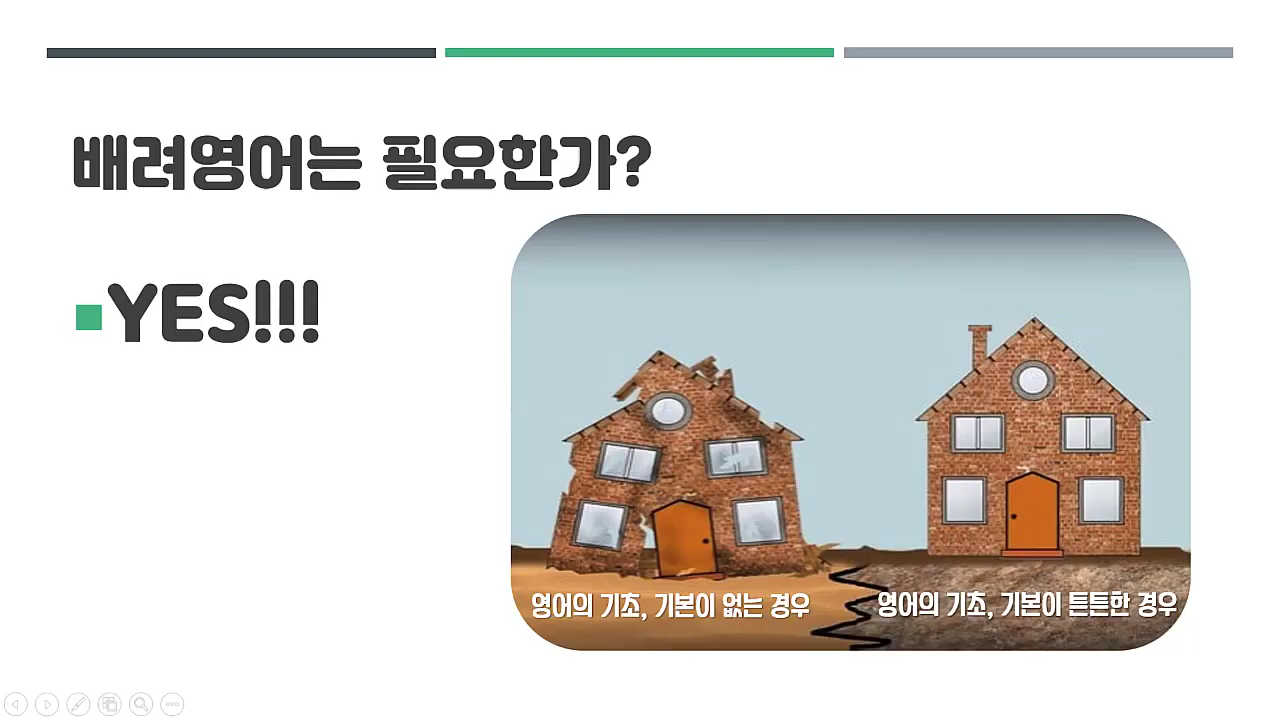 배려영어는 필요한가?
YES!!!
영어의 기초, 기본이 없는 경우
영어의 기초, 기본이 튼튼한 경우